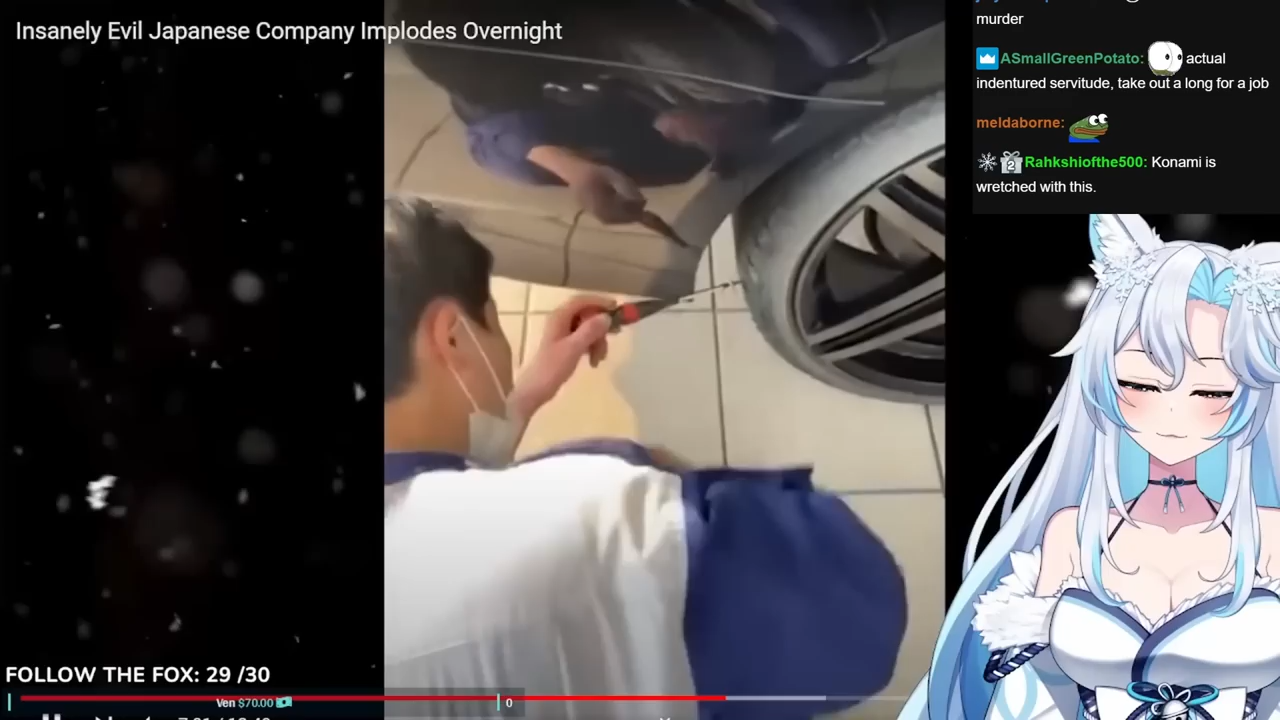 Insanely Evil Japanese Company Implodes Overnight
murder
ASmallGreenPotato: actual
indentured servitude, take out a long for a job
meldaborne:
2
Rahkshiofthe500: Konami is
wretched with this.
FOLLOW THE FOX: 29 /30
Ven $70.00
0